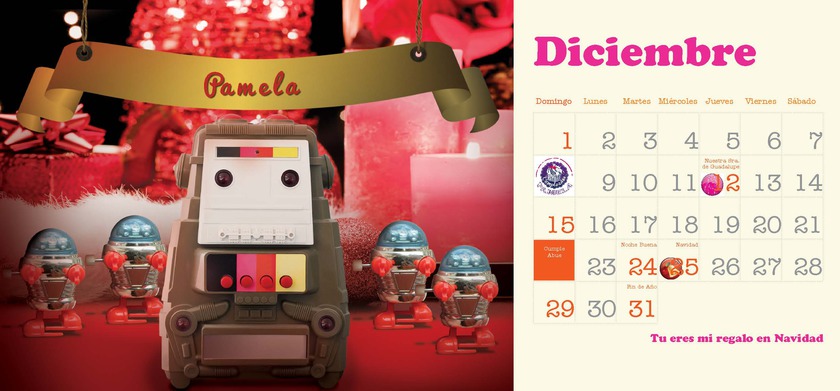 Pamela
Diciembre
Domingo Lunes Martes Miércoles Jueves Viernes Sábado
1 2 3 4 5 6 7
Nuestra Sra.
de Guadalupe
9 10 11 2 13 14
15 16 17 18 19 20 21
Cumple
Abue
Noche Buena
Navidad
23 24 5 26 27 28
Fin de Año
29 30 31
Tu eres mi regalo en Navidad